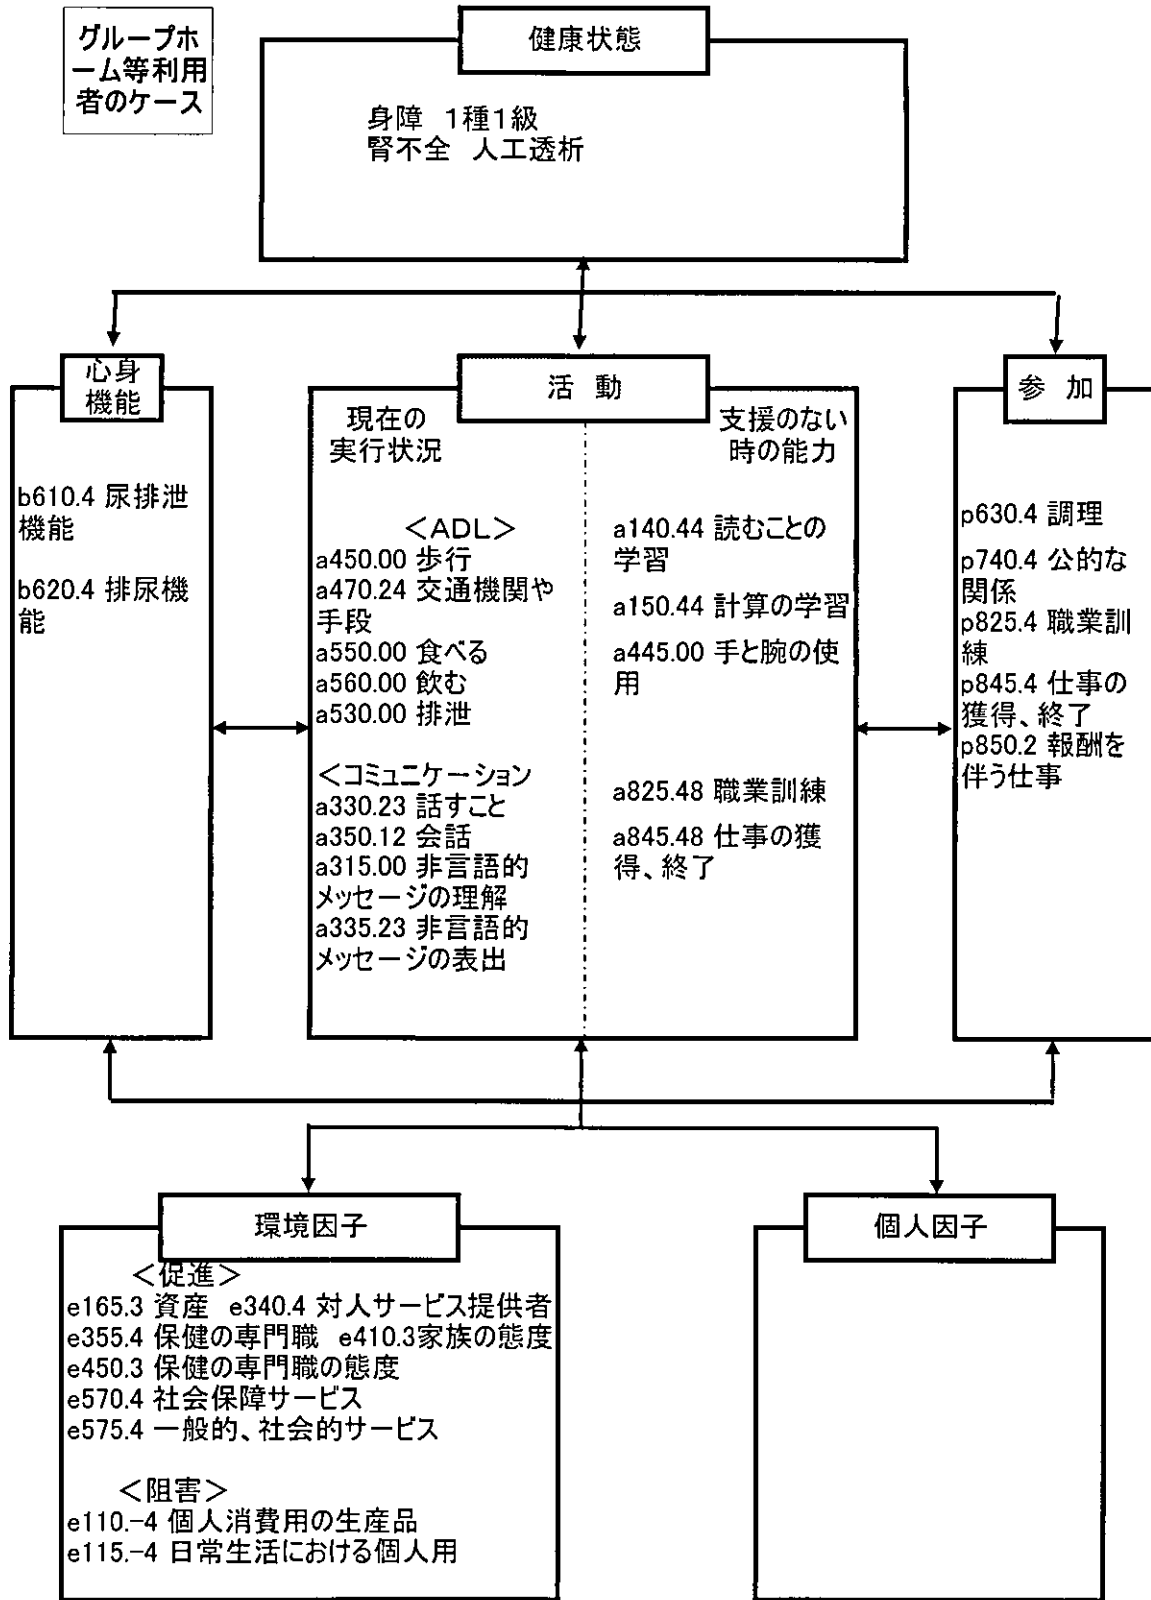 グループホ
ーム等利用
者のケース
健康状態
身障 1種1級
腎不全 人工透析
心身
機能
b610.4 尿排泄
機能
b620.4 排尿機
能
活 動
現在の
実行状況
<ADL>
a450.00 歩行
a470.24 交通機関や
手段
a550.00 食べる
a560.00 飲む
a530.00 排泄
<コミュニケーション
a330.23 話すこと
a350.12 会話
a315.00 非言語的
メッセージの理解
a335.23 非言語的
メッセージの表出
支援のない
時の能力
a140.44 読むことの
学習
a150.44 計算の学習
a445.00 手と腕の使
用
a825.48 職業訓練
a845.48 仕事の獲
得、終了
参 加
p630.4 調理
p740.4 公的な
関係
p825.4 職業訓
練
p845.4 仕事の
獲得、終了
p850.2 報酬を
伴う仕事
環境因子
<促進>
e165.3 資産 e340.4 対人サービス提供者
e355.4 保健の専門職 e410.3家族の態度
e450.3 保健の専門職の態度
e570.4 社会保障サービス
e575.4 一般的、社会的サービス
<阻害>
e110.-4 個人消費用の生産品
e115.-4 日常生活における個人用
個人因子